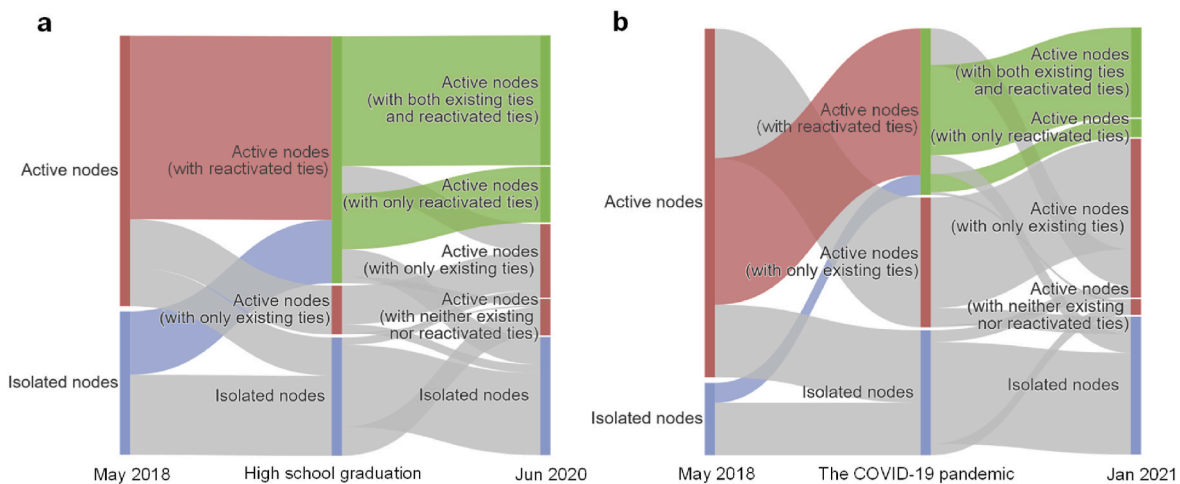 a
Active nodes
Isolated nodes
Active nodes
(with reactivated ties)
Active nodes
(with only existing ties)
Isolated nodes
Active nodes
(with both existing ties
and reactivated ties)
Active nodes
(with only reactivated ties)
Active nodes
(with only existing ties)
Active nodes
(with neither existing
nor reactivated ties)
Isolated nodes
May 2018
High school graduation
Jun 2020
b
Active nodes
Isolated nodes
Active nodes
(with reactivated ties)
Active nodes
(with only existing ties)
Isolated nodes
Active nodes
(with both existing ties
and reactivated ties)
Active nodes
(with only reactivated ties)
Active nodes
(with only existing ties)
Active nodes
(with neither existing
nor reactivated ties)
Isolated nodes
May 2018
The COVID-19 pandemic
Jan 2021